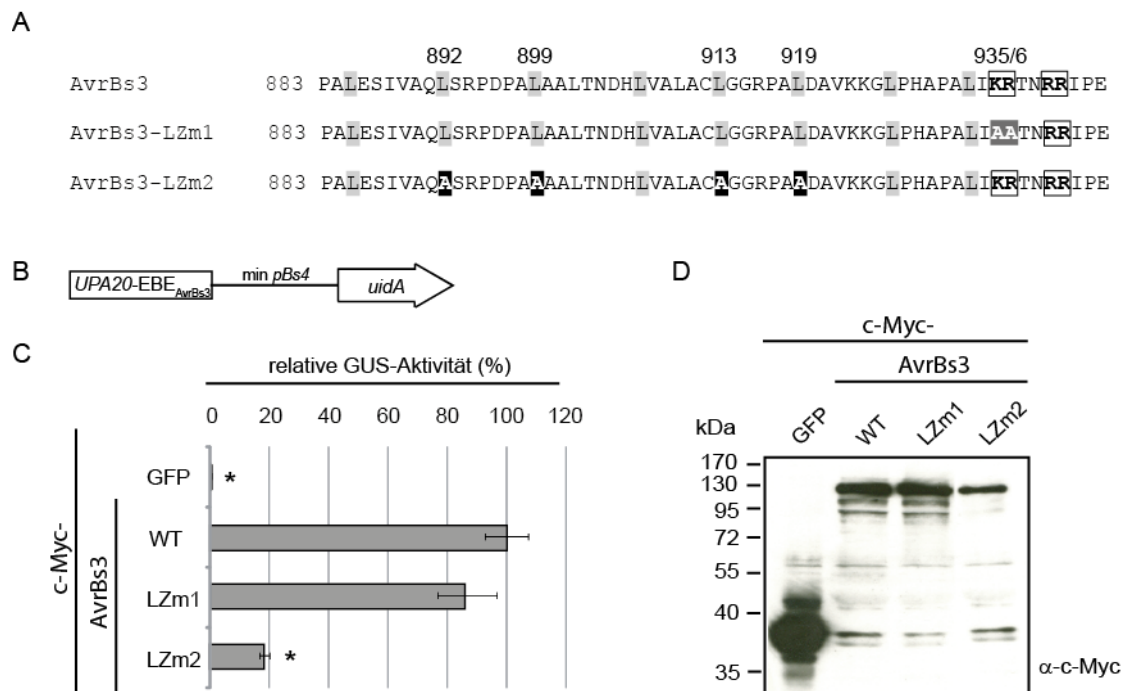 A
892 899 913 919 935/6
AvrBs3 883 PALESIVAQLSRPDPALAALTNDHLVALACLGGRPALDAVKKGLPHAPALIKRTNRRIPE
AvrBs3-LZm1 883 PALESIVAQLSRPDPALAALTNDHLVALACLGGRPALDAVKKGLPHAPALIAATNRRIPE
AvrBs3-LZm2 883 PALESIVAQASRPDPAAAALTNDHLVALACAGGRPAADAVKKGLPHAPALIKRTNRRIPE
B
UPA20-EBEAvrBs3 min pBs4 uidA
C
relative GUS-Aktivität (%)
0 20 40 60 80 100 120
c-Myc-
AvrBs3
GFP *
WT
LZm1
LZm2 *
D
c-Myc-
AvrBs3
kDa GFP WT LZm1 LZm2
170
130
95
72
55
40
35
α-c-Myc